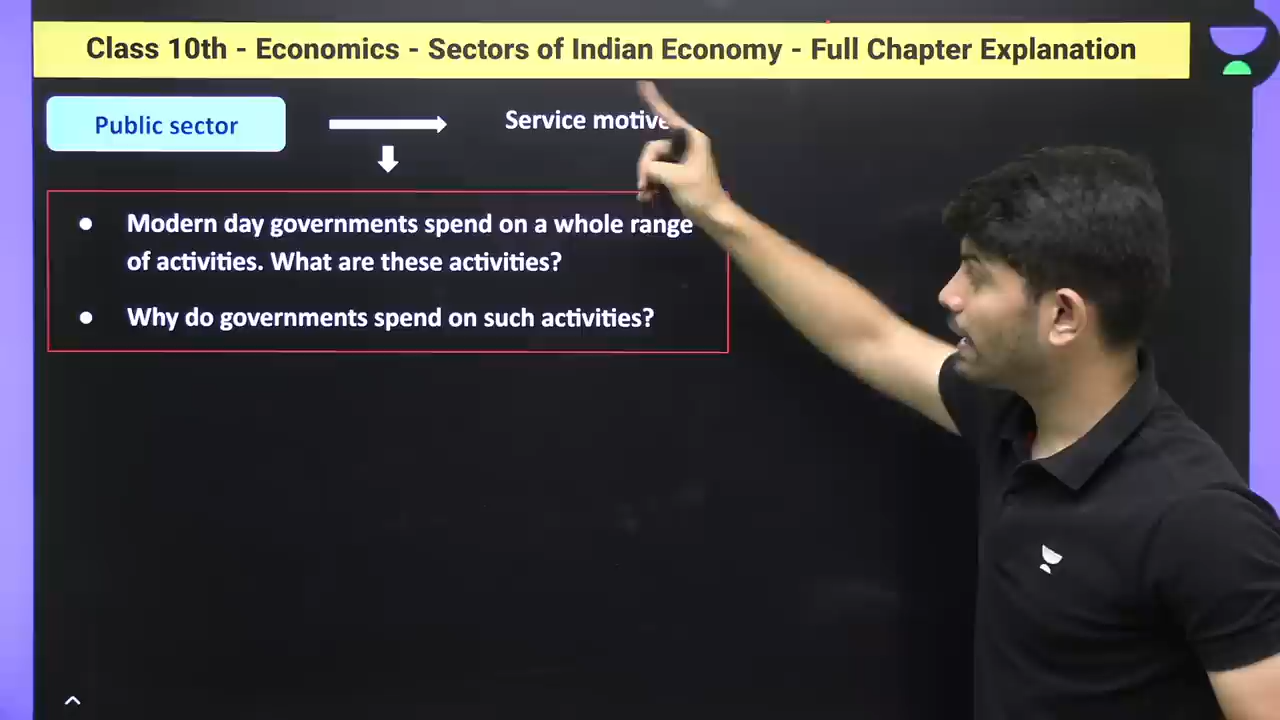 Class 10th - Economics - Sectors of Indian Economy - Full Chapter Explanation
Public sector
Service motive
Modern day governments spend on a whole range
of activities. What are these activities?
Why do governments spend on such activities?